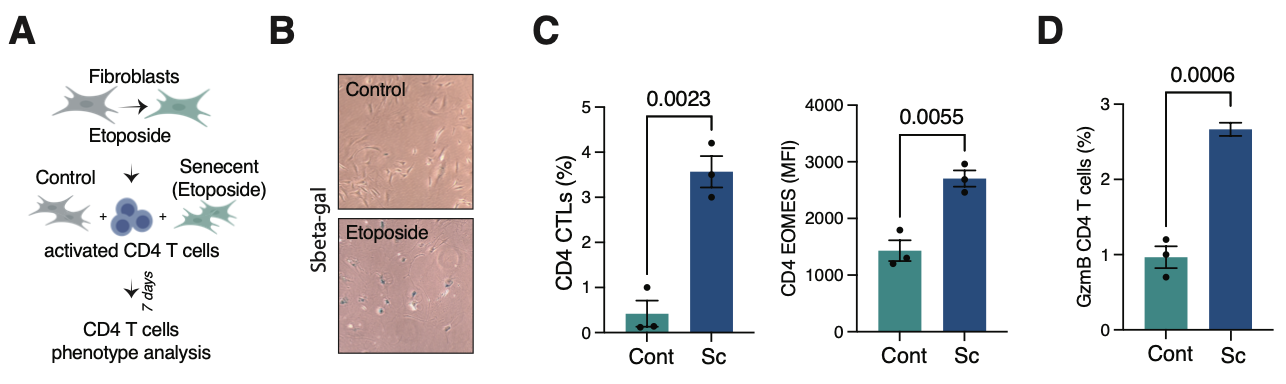 A
Fibroblasts
Etoposide
Control
Senecent
(Etoposide)
+
+
activated CD4 T cells
7 days
CD4 T cells
phenotype analysis
B
Sbeta-gal
Control
Etoposide
C
CD4 CTLs (%)
5
4
3
2
1
0
0.0023
Cont
Sc
CD4 EOMES (MFI)
4000
3000
2000
1000
0
0.0055
Cont
Sc
D
GzmB CD4 T cells (%)
3
2
1
0
0.0006
Cont
Sc